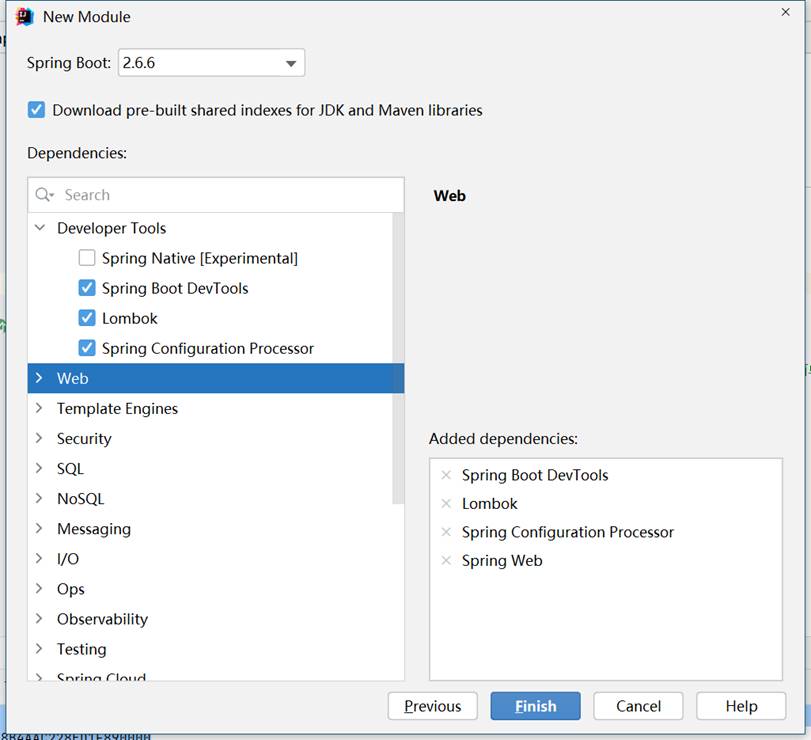 New Module
Spring Boot: 2.6.6
Download pre-built shared indexes for JDK and Maven libraries
Dependencies:
Search
Developer Tools
Spring Native [Experimental]
Spring Boot DevTools
Lombok
Spring Configuration Processor
Web
Template Engines
Security
SQL
NoSQL
Messaging
I/O
Ops
Observability
Testing
Spring Cloud
Web
Added dependencies:
Spring Boot DevTools
Lombok
Spring Configuration Processor
Spring Web
Previous
Finish
Cancel
Help